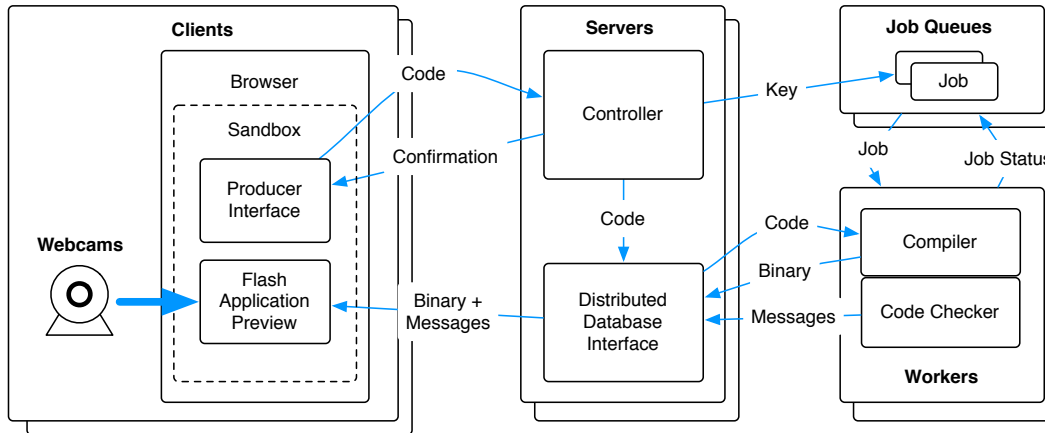 Clients
Servers
Job Queues
Browser
Code
Job
Controller
Key
Sandbox
Confirmation
Job
Job Status
Producer
Interface
Code
Code
Compiler
Webcams
Binary
Flash
Application
Preview
Binary +
Messages
Distributed
Database
Interface
Messages
Code Checker
Workers